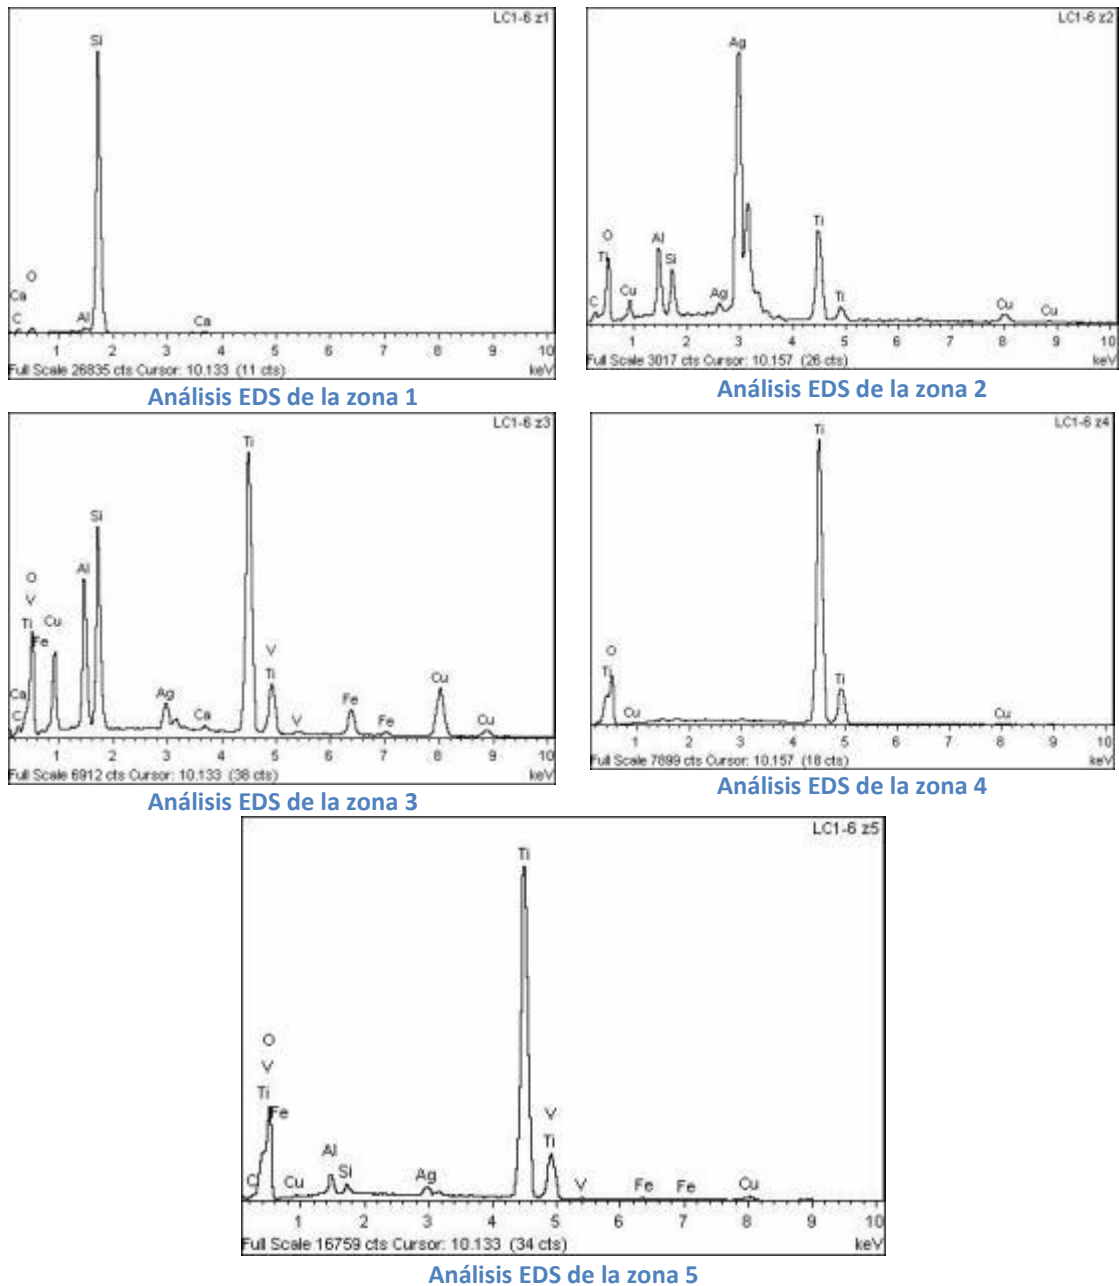 LC1-6 z1
Si
O
Ca
C
Al
Ca
1 2 3 4 5 6 7 8 9 10
Full Scale 26835 cts Cursor: 10.133 (11 cts) keV
Análisis EDS de la zona 1
LC1-6 z2
Ag
O
Ti
Al
Si
Ti
C
Cu
Ag
Ti
Cu
Cu
0 1 2 3 4 5 6 7 8 9 10
Full Scale 3017 cts Cursor: 10.157 (26 cts) keV
Análisis EDS de la zona 2
LC1-6 z3
Ti
Si
Al
O
V
Ti
Cu
Fe
V
Ti
Ca
C
Ag
Ca
V
Fe
Fe
Cu
Cu
1 2 3 4 5 6 7 8 9 10
Full Scale 6912 cts Cursor: 10.133 (36 cts) keV
Análisis EDS de la zona 3
LC1-6 z4
Ti
O
Ti
Ti
Cu
Cu
1 2 3 4 5 6 7 8 9 10
Full Scale 7899 cts Cursor: 10.157 (18 cts) keV
Análisis EDS de la zona 4
LC1-6 z5
Ti
O
V
Ti
Fe
V
Ti
Al
Si
C
Cu
Ag
V
Fe
Fe
Cu
1 2 3 4 5 6 7 8 9 10
Full Scale 16759 cts Cursor: 10.133 (34 cts) keV
Análisis EDS de la zona 5